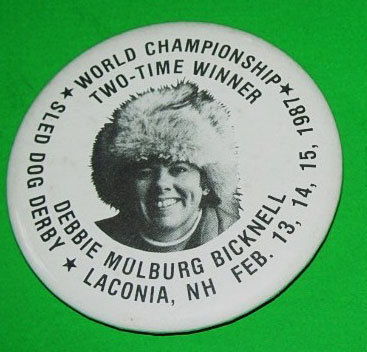 ★ WORLD CHAMPIONSHIP ★
SLED DOG DERBY ★
TWO-TIME WINNER
DEBBIE MULBURG BICKNELL
LACONIA, NH FEB. 13, 14, 15, 1987